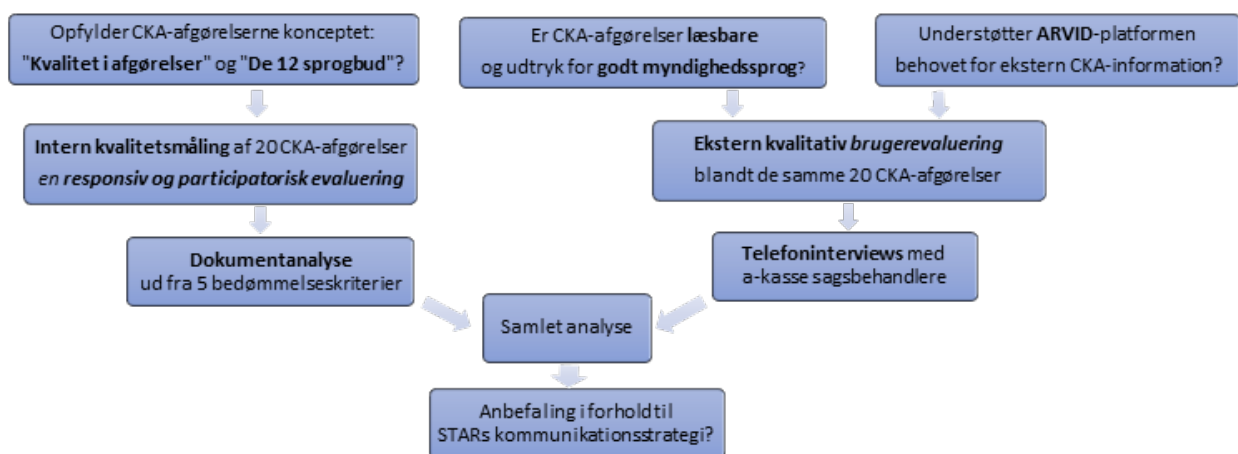 Opfylder CKA-afgørelserne konceptet:
"Kvalitet i afgørelser" og "De 12 sprogbud"?
Er CKA-afgørelser læsbare
og udtryk for godt myndighedssprog?
Understøtter ARVID-platformen
behovet for ekstern CKA-information?
Intern kvalitetsmåling af 20 CKA-afgørelser
en responsiv og participatorisk evaluering
Ekstern kvalitativ brugerevaluering
blandt de samme 20 CKA-afgørelser
Dokumentanalyse
ud fra 5 bedømmelseskriterier
Telefoninterviews med
a-kasse sagsbehandlere
Samlet analyse
Anbefaling i forhold til
STARs kommunikationsstrategi?